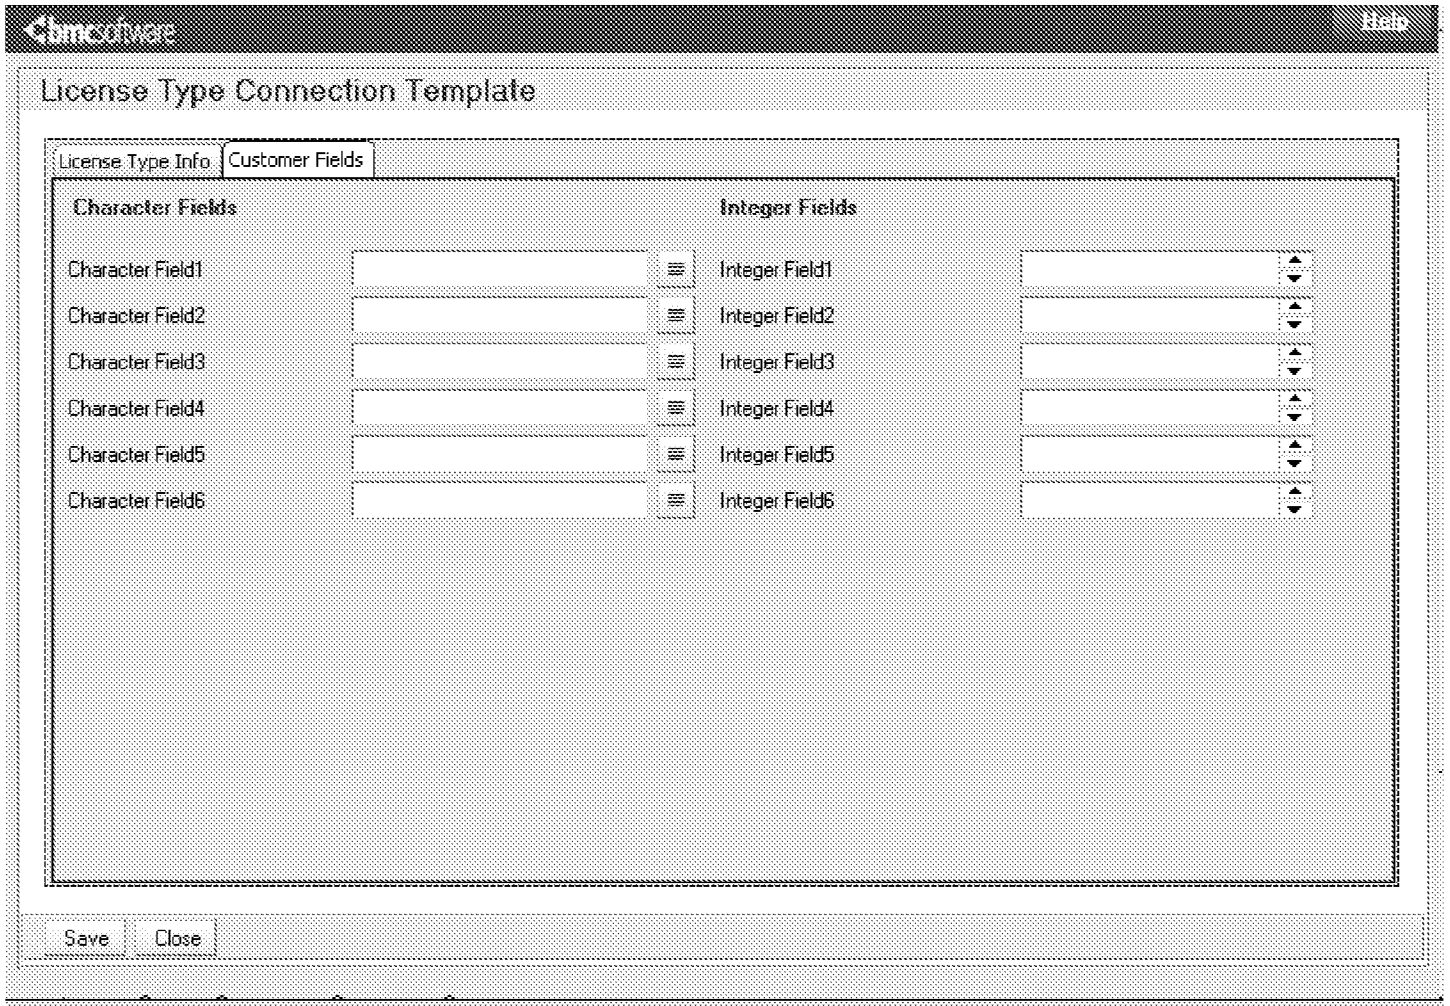 bmcsoftware
Help
License Type Connection Template
License Type Info
Customer Fields
Character Fields
Integer Fields
Character Field1
Integer Field1
Character Field2
Integer Field2
Character Field3
Integer Field3
Character Field4
Integer Field4
Character Field5
Integer Field5
Character Field6
Integer Field6
Save
Close